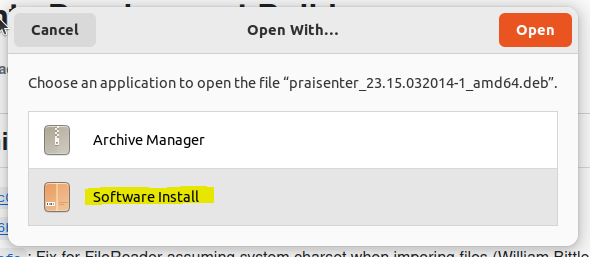 Cancel
Open With…
Open
Choose an application to open the file “praisenter_23.15.032014-1_amd64.deb”.
Archive Manager
Software Install
: Fix for FileReader assuming system charset when impering files (William Bittle